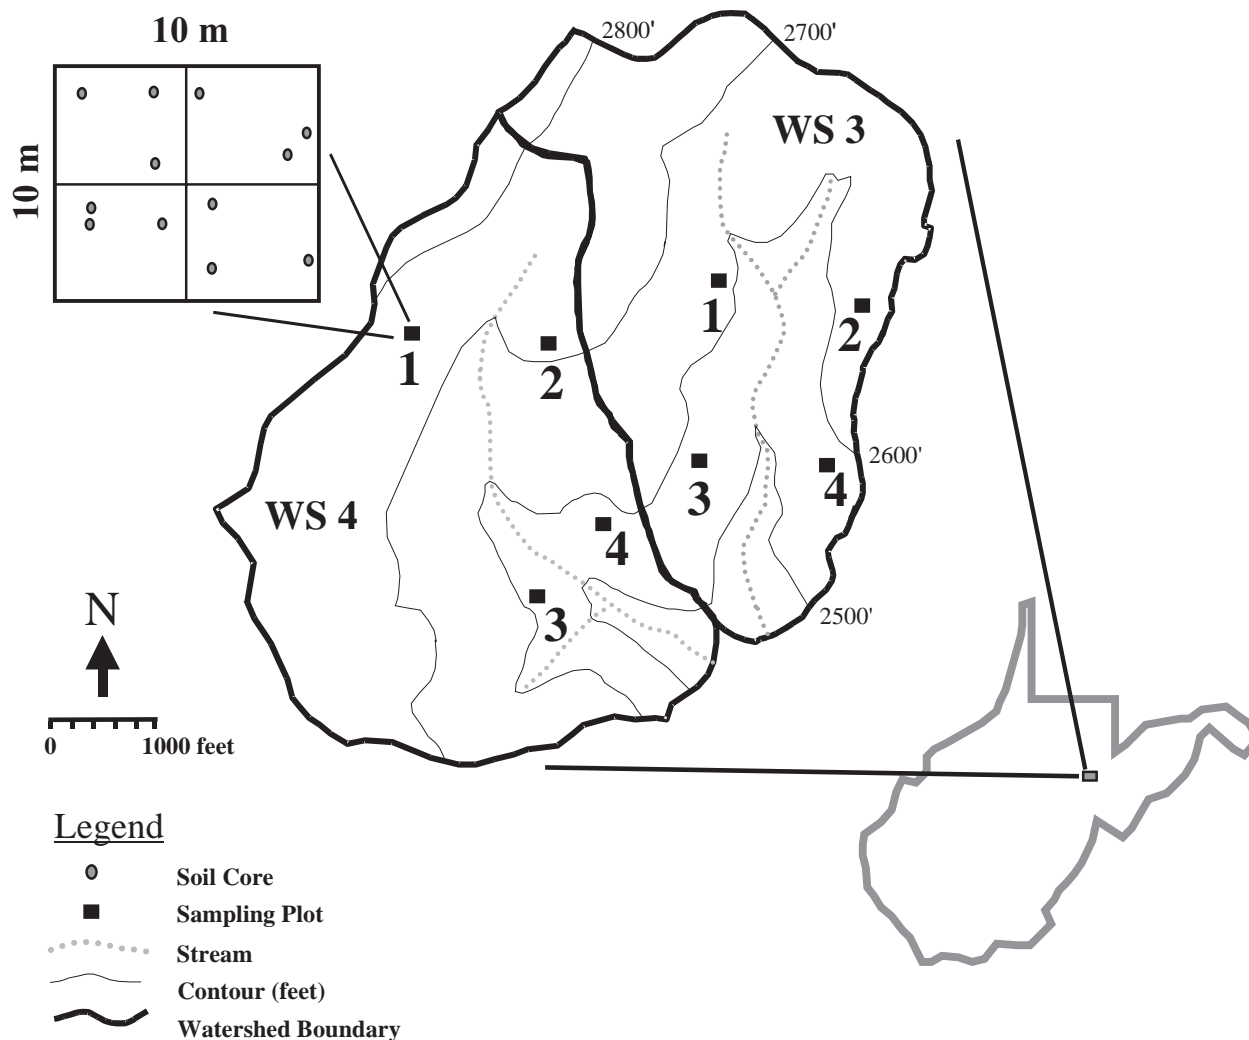 10 m
10 m
2800'
2700'
WS 3
1
2
1
2
2600'
3
4
WS 4
4
3
2500'
N
0 1000 feet
Legend
Soil Core
Sampling Plot
Stream
Contour (feet)
Watershed Boundary